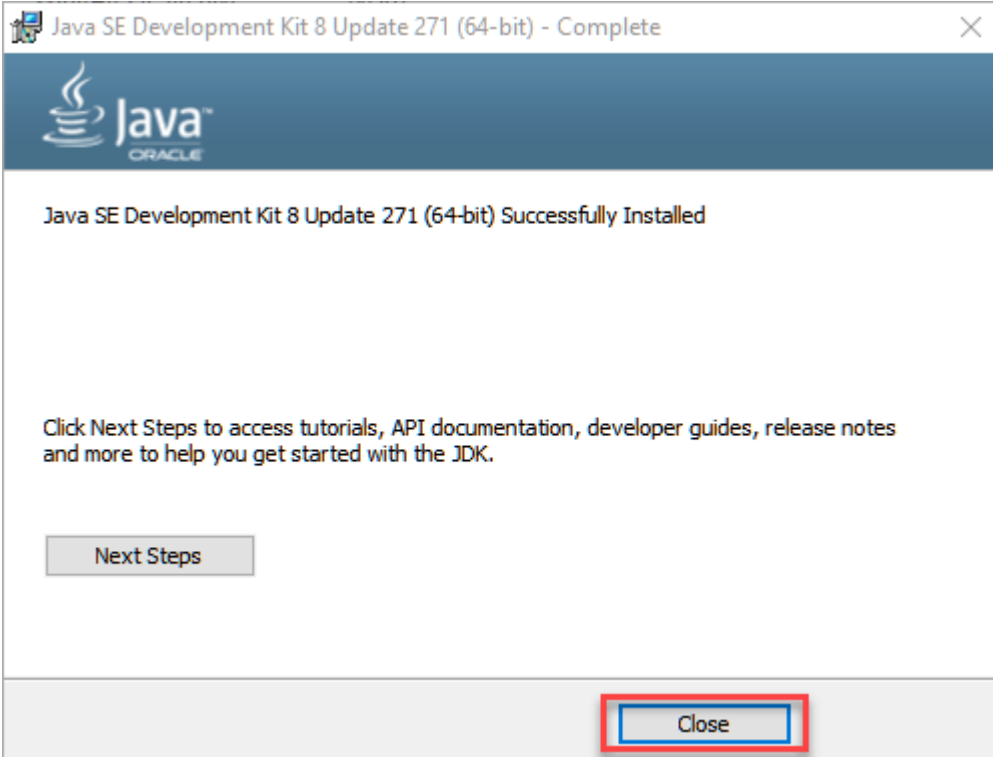 Java SE Development Kit 8 Update 271 (64-bit) - Complete
Java™
ORACLE
Java SE Development Kit 8 Update 271 (64-bit) Successfully Installed
Click Next Steps to access tutorials, API documentation, developer guides, release notes
and more to help you get started with the JDK.
Next Steps
Close